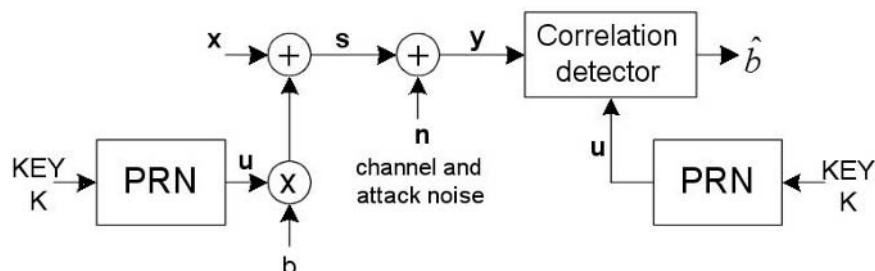 x
+
s
+
y
Correlation
detector
b̂
n
channel and
attack noise
KEY
K
PRN
u
X
b
u
PRN
KEY
K